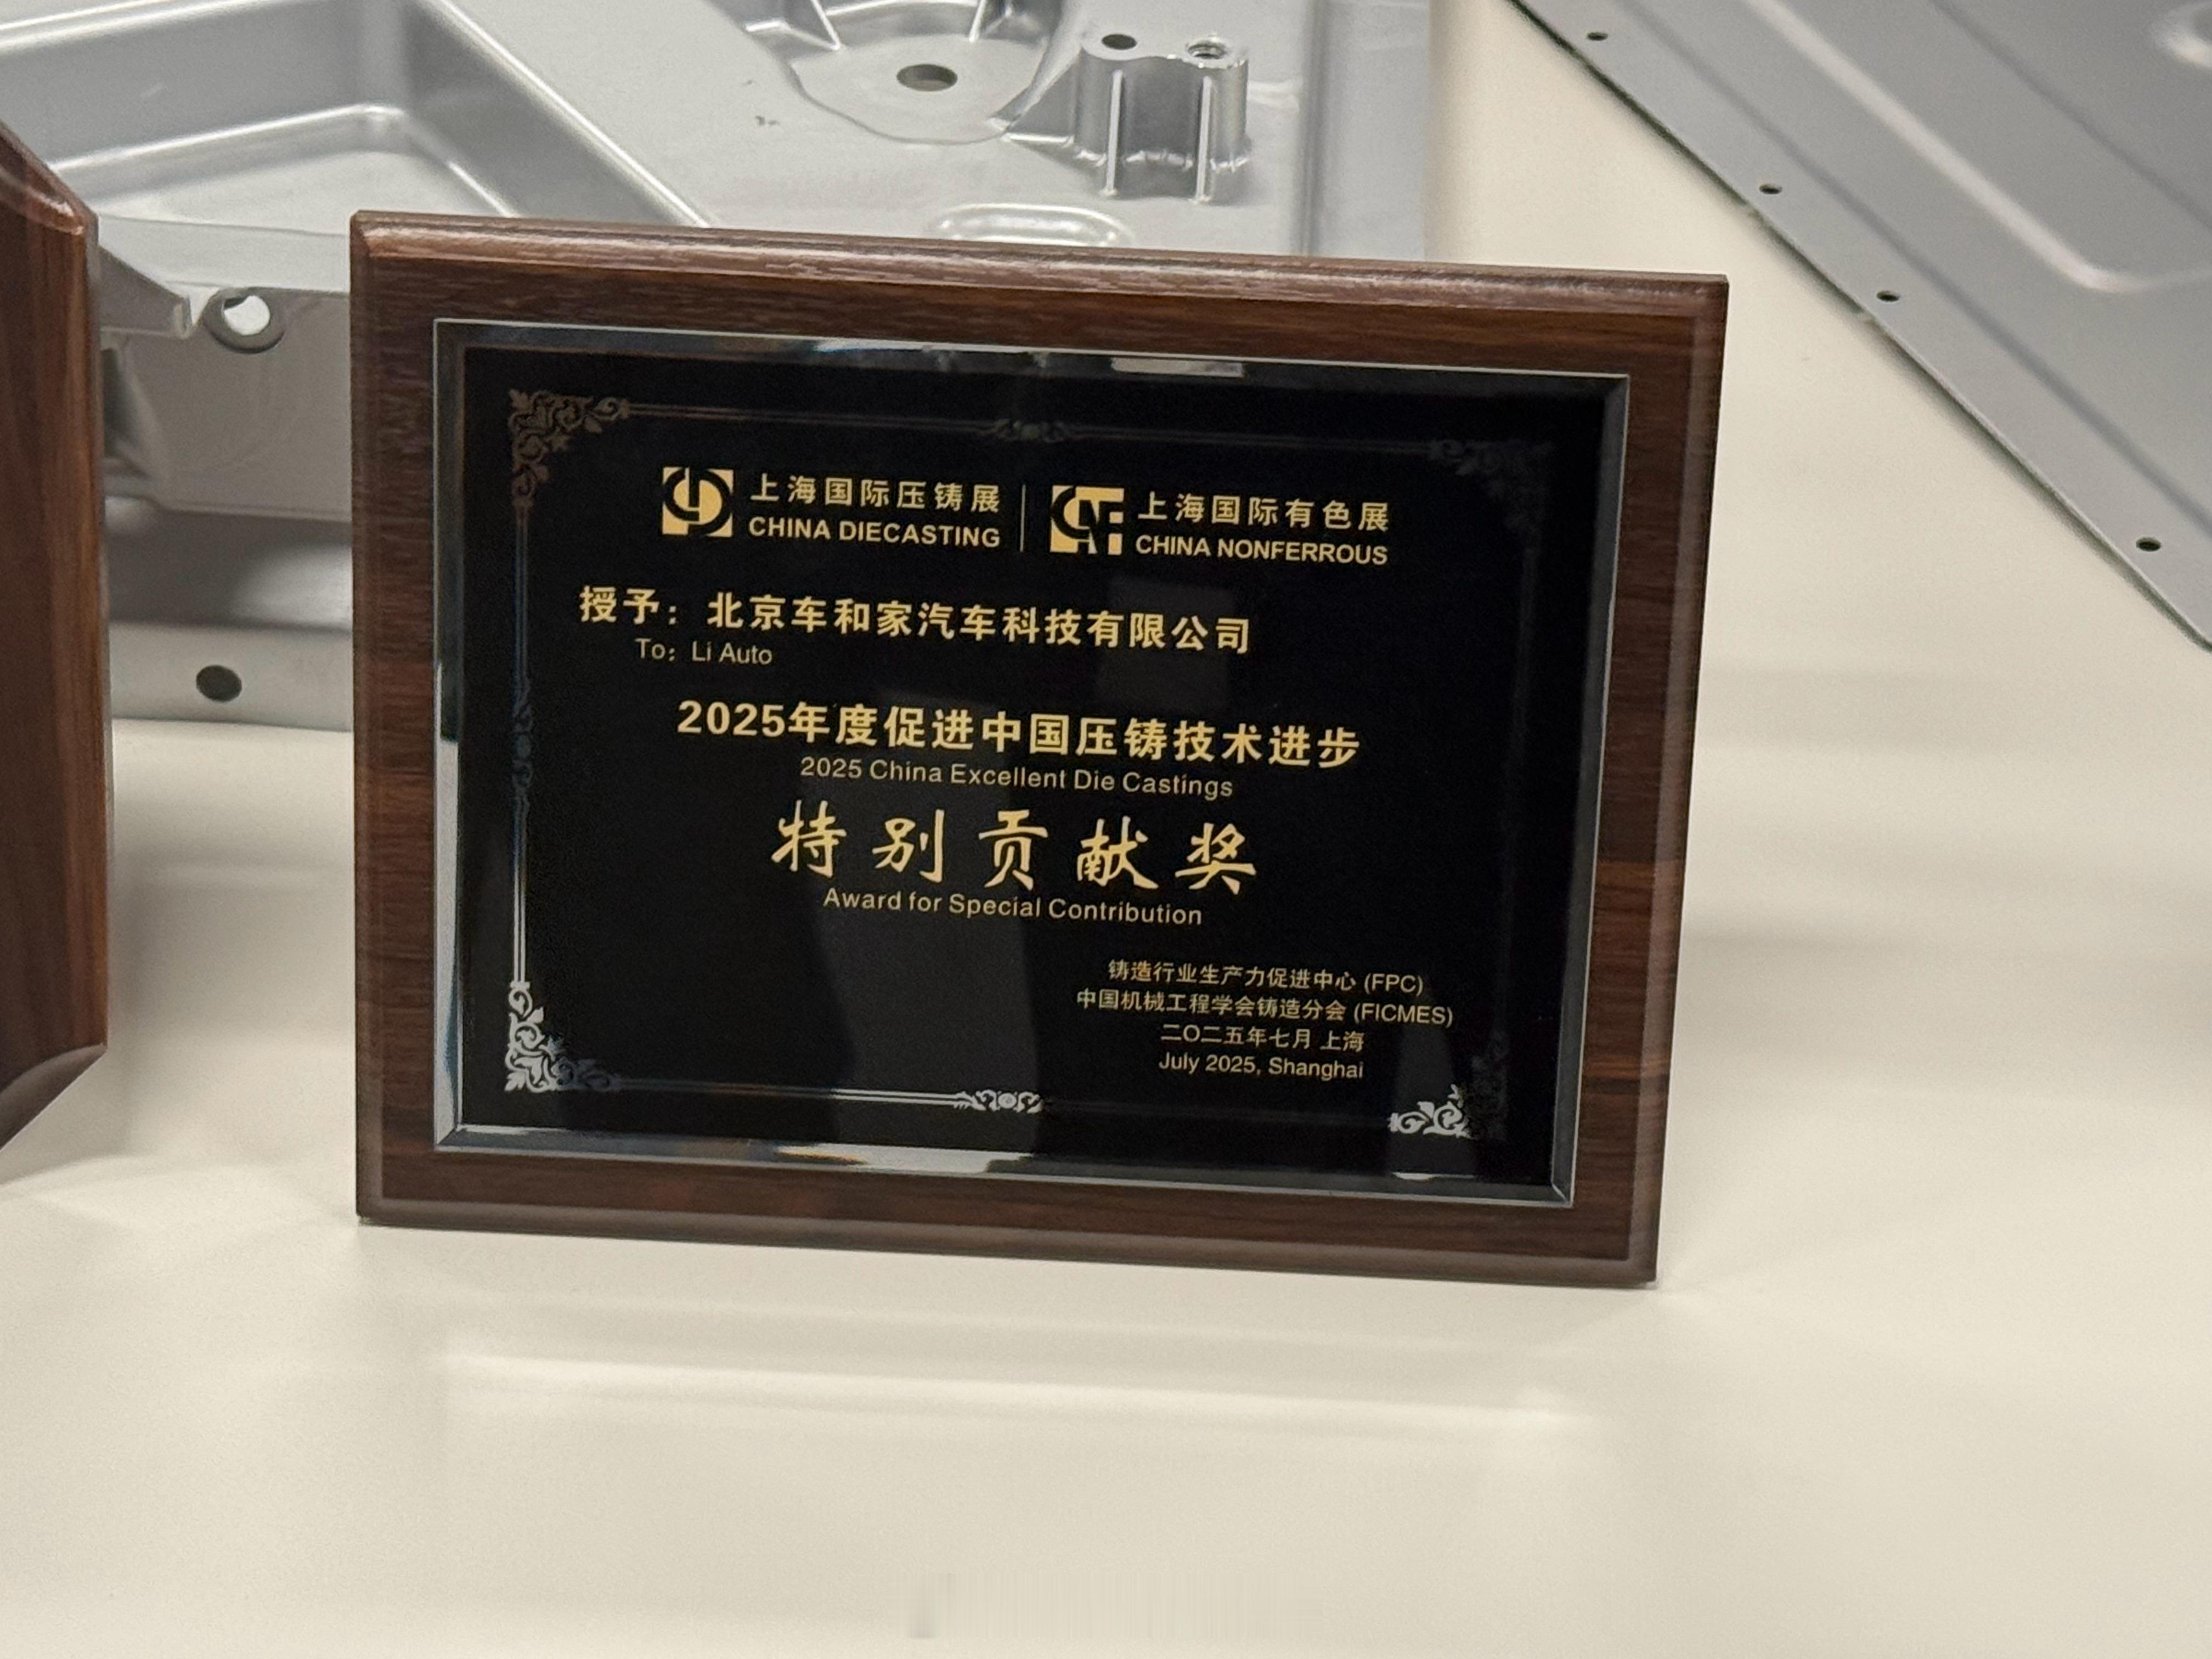 上海国际压铸展
CHINA DIECASTING
上海国际有色展
CHINA NONFERROUS
授予：北京车和家汽车科技有限公司
To：Li Auto
2025年度促进中国压铸技术进步
2025 China Excellent Die Castings
特别贡献奖
Award for Special Contribution
铸造行业生产力促进中心 (FPC)
中国机械工程学会铸造分会 (FICMES)
二〇二五年七月 上海
July 2025, Shanghai